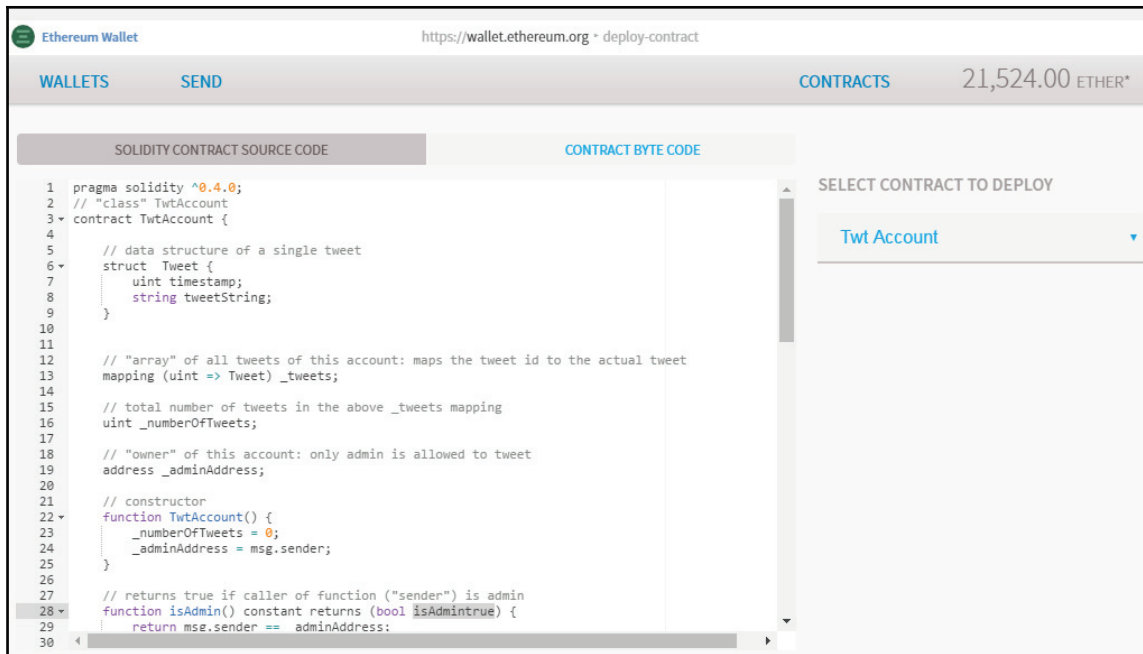 Ethereum Wallet https://wallet.ethereum.org ‣ deploy-contract
WALLETS SEND CONTRACTS 21,524.00 ETHER*
SOLIDITY CONTRACT SOURCE CODE CONTRACT BYTE CODE
SELECT CONTRACT TO DEPLOY
Twt Account
1 pragma solidity ^0.4.0;
2 // "class" TwtAccount
3 contract TwtAccount {
4
5 // data structure of a single tweet
6 struct Tweet {
7 uint timestamp;
8 string tweetString;
9 }
10
11
12 // "array" of all tweets of this account: maps the tweet id to the actual tweet
13 mapping (uint => Tweet) _tweets;
14
15 // total number of tweets in the above _tweets mapping
16 uint _numberOfTweets;
17
18 // "owner" of this account: only admin is allowed to tweet
19 address _adminAddress;
20
21 // constructor
22 function TwtAccount() {
23 _numberOfTweets = 0;
24 _adminAddress = msg.sender;
25 }
26
27 // returns true if caller of function ("sender") is admin
28 function isAdmin() constant returns (bool isAdmintrue) {
29 return msg.sender == _adminAddress;
30